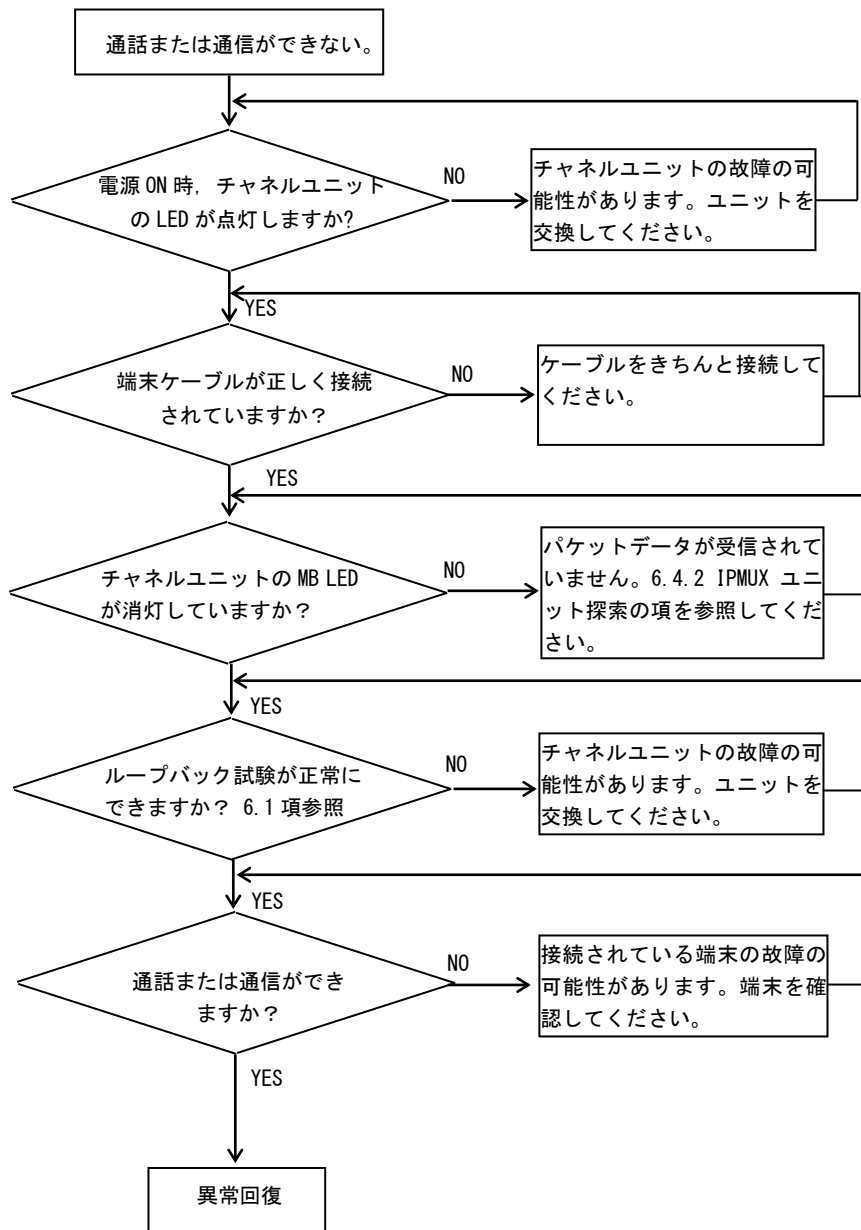 通話または通信ができない。
電源 ON 時, チャネルユニット
の LED が点灯しますか?
NO
チャネルユニットの故障の可
能性があります。ユニットを
交換してください。
YES
端末ケーブルが正しく接続
されていますか？
NO
ケーブルをきちんと接続して
ください。
YES
チャネルユニットの MB LED
が消灯していますか？
NO
パケットデータが受信されて
いません。6.4.2 IPMUX ユニ
ット探索の項を参照してくだ
さい。
YES
ループバック試験が正常に
できますか？ 6.1 項参照
NO
チャネルユニットの故障の可
能性があります。ユニットを
交換してください。
YES
通話または通信ができ
ますか？
NO
接続されている端末の故障の
可能性があります。端末を確
認してください。
YES
異常回復